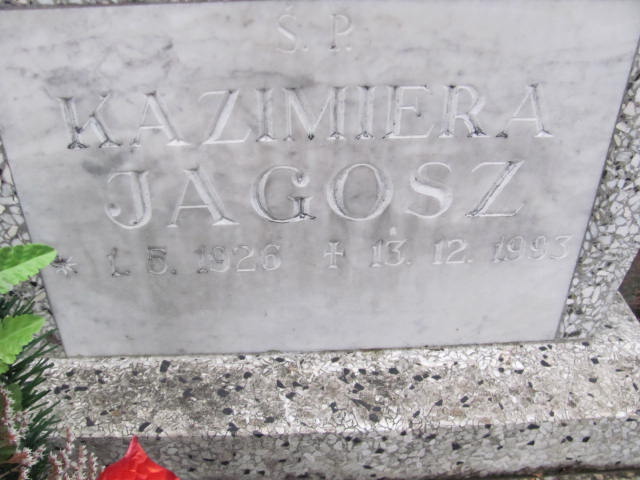 Ś. P.
KAZIMIERA
JAGOSZ
* 1. 5. 1926 ✝ 13. 12. 1993